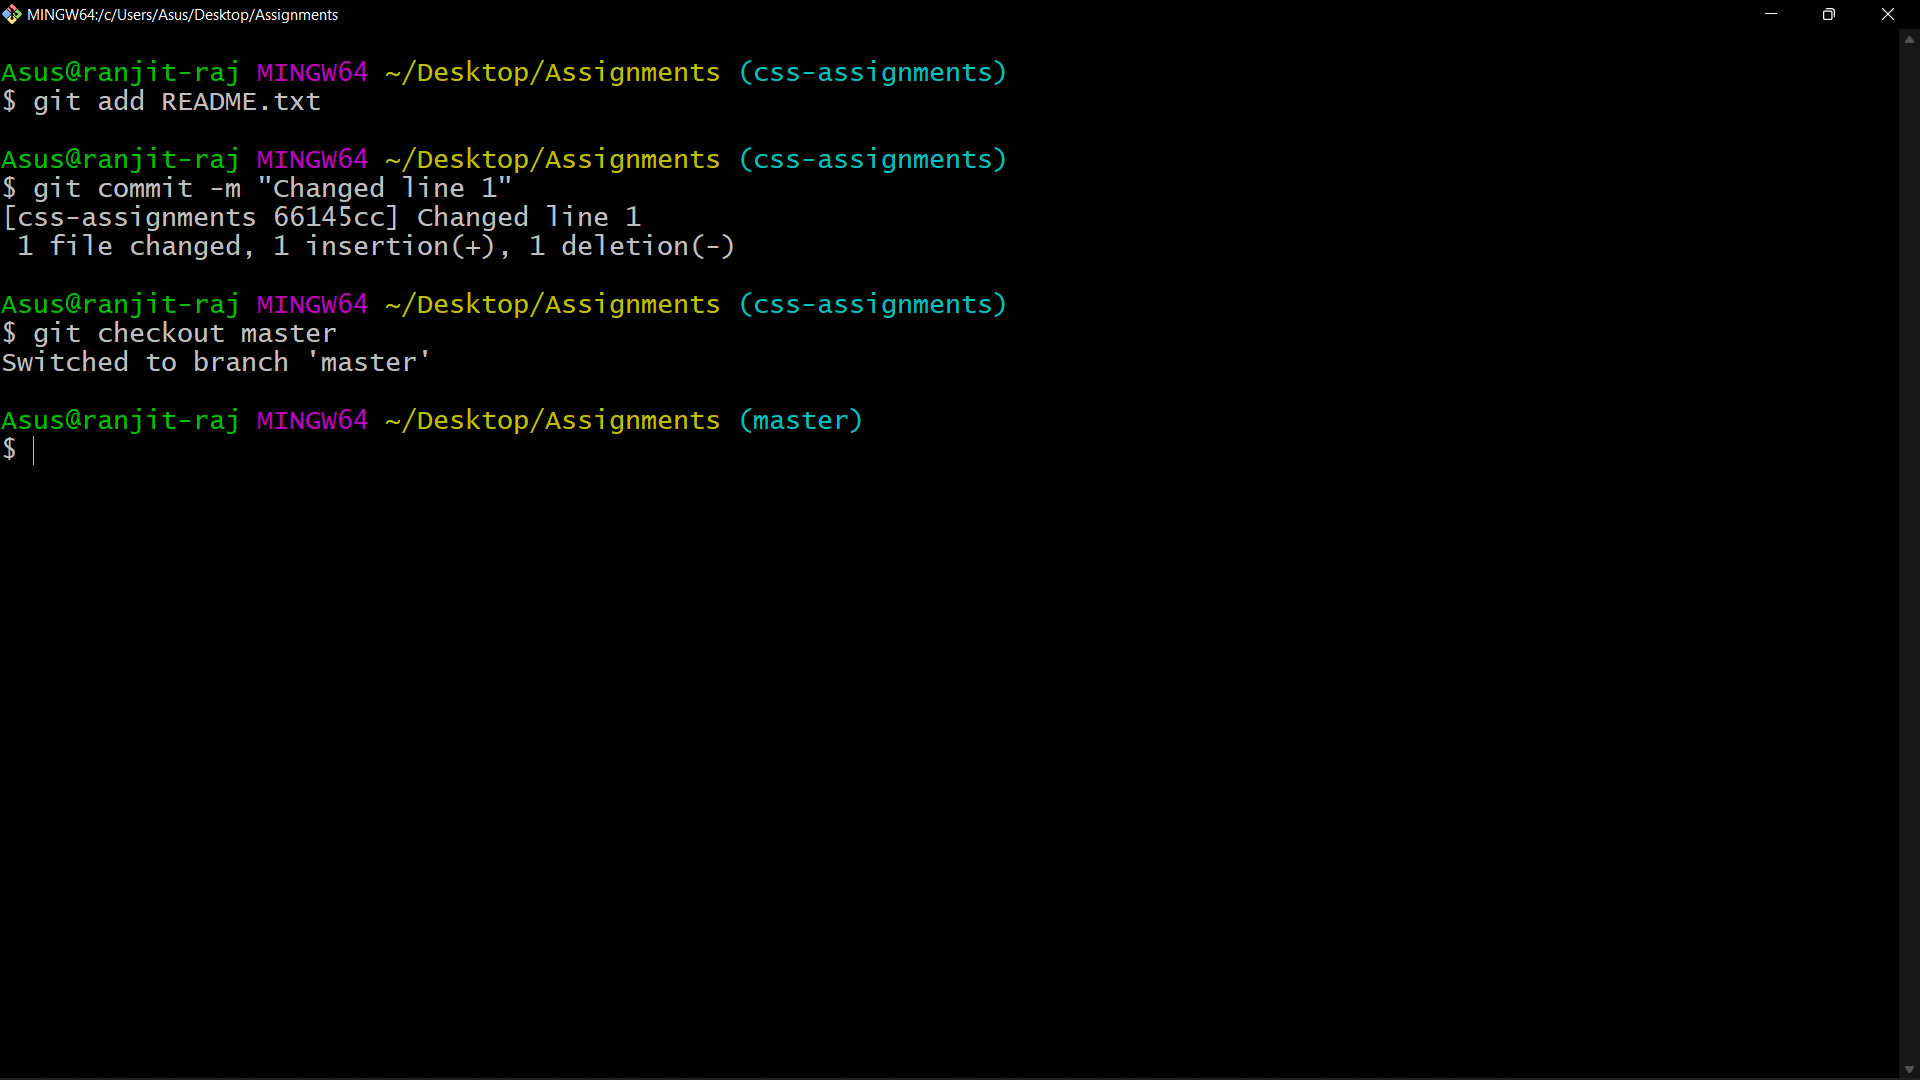 MINGW64:/c/Users/Asus/Desktop/Assignments
Asus@ranjit-raj MINGW64 ~/Desktop/Assignments (css-assignments)
$ git add README.txt
Asus@ranjit-raj MINGW64 ~/Desktop/Assignments (css-assignments)
$ git commit -m "Changed line 1"
[css-assignments 66145cc] Changed line 1
 1 file changed, 1 insertion(+), 1 deletion(-)
Asus@ranjit-raj MINGW64 ~/Desktop/Assignments (css-assignments)
$ git checkout master
Switched to branch 'master'
Asus@ranjit-raj MINGW64 ~/Desktop/Assignments (master)
$